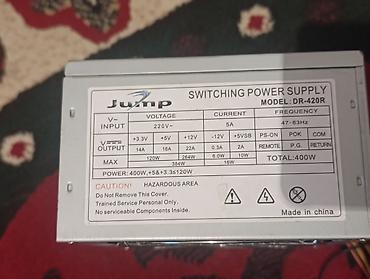 Jump
SWITCHING POWER SUPPLY
MODEL: DR-420R
V~ INPUT
VOLTAGE CURRENT FREQUENCY
220V~ 5A 47-63Hz
V⎓ OUTPUT
+3.3V +5V +12V -12V +5VSB PS-ON POK COM
14A 16A 22A 0.3A 2A REMOTE P.G. RETURN
MAX
120W 264W 6.0W 10W
384W 16W
TOTAL:400W
POWER: 400W,+5&+3.3≤120W
CAUTION! HAZARDOUS AREA
Do Not Remove This Cover.
Trained Service Personal Only.
No serviceable Components Inside.
Made in china